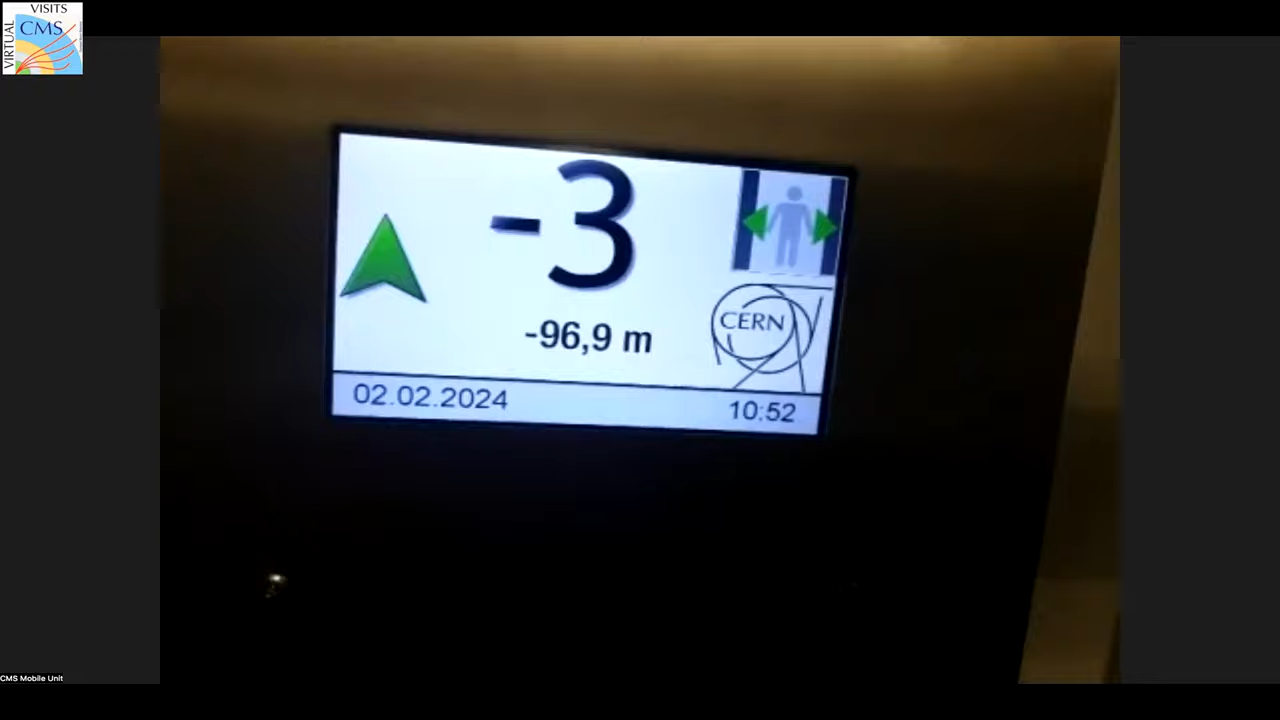 VISITS
CMS
VIRTUAL
-3
-96,9 m
CERN
02.02.2024
10:52
CMS Mobile Unit